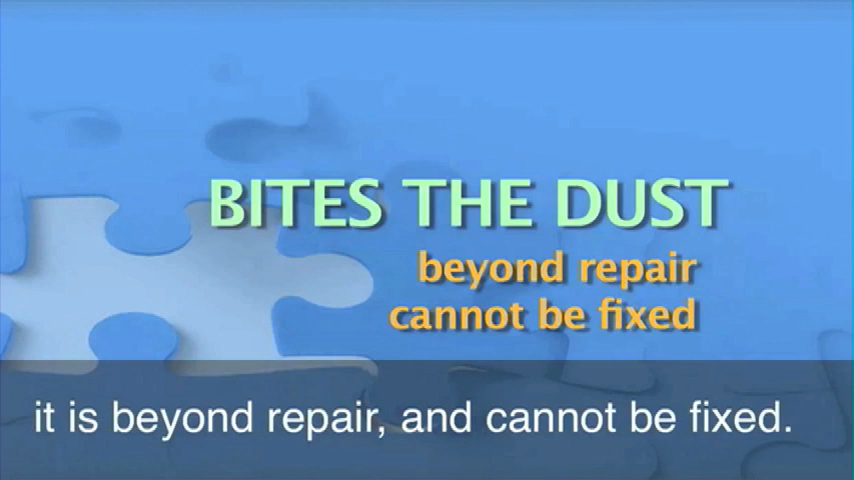 BITES THE DUST
beyond repair
cannot be fixed
it is beyond repair, and cannot be fixed.